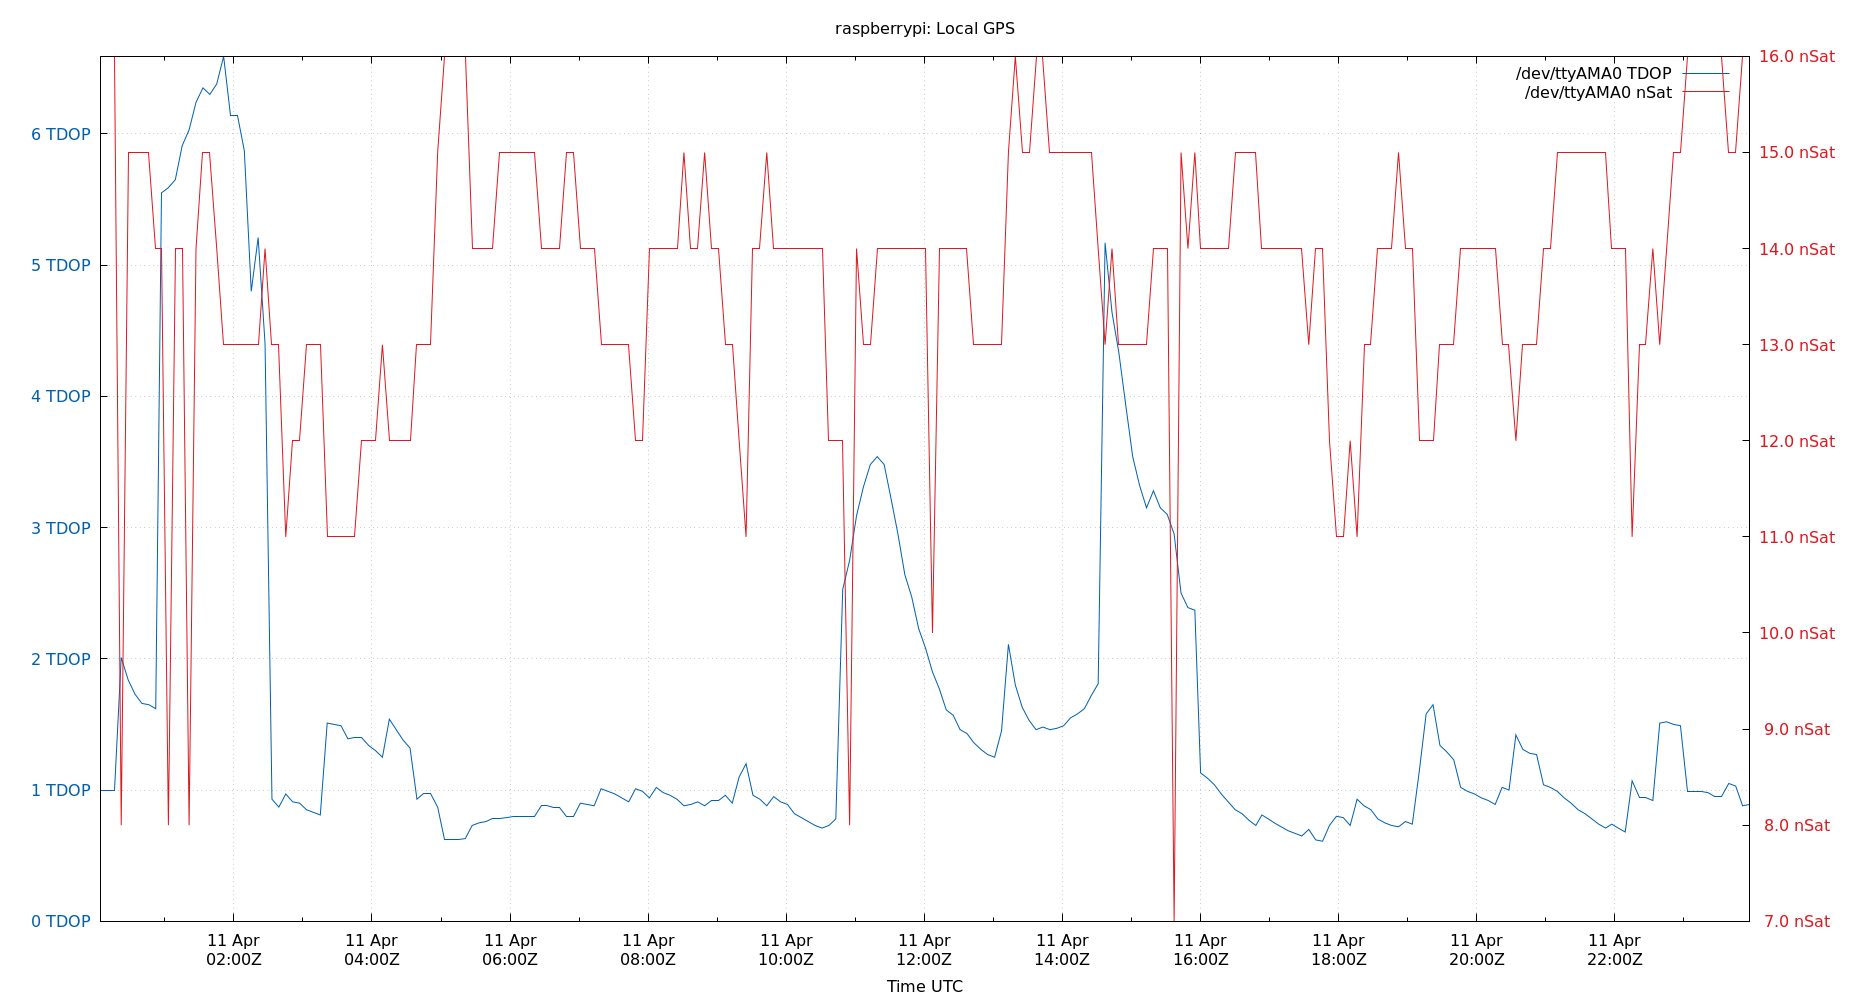 raspberrypi: Local GPS
/dev/ttyAMA0 TDOP
/dev/ttyAMA0 nSat
6 TDOP
5 TDOP
4 TDOP
3 TDOP
2 TDOP
1 TDOP
0 TDOP
16.0 nSat
15.0 nSat
14.0 nSat
13.0 nSat
12.0 nSat
11.0 nSat
10.0 nSat
9.0 nSat
8.0 nSat
7.0 nSat
11 Apr 11 Apr 11 Apr 11 Apr 11 Apr 11 Apr 11 Apr 11 Apr 11 Apr 11 Apr 11 Apr
02:00Z 04:00Z 06:00Z 08:00Z 10:00Z 12:00Z 14:00Z 16:00Z 18:00Z 20:00Z 22:00Z
Time UTC